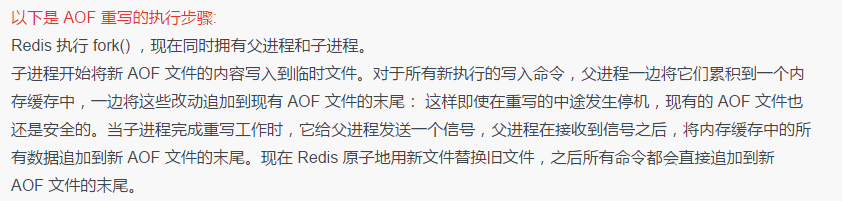 以下是 AOF 重写的执行步骤:
Redis 执行 fork() ，现在同时拥有父进程和子进程。
子进程开始将新 AOF 文件的内容写入到临时文件。对于所有新执行的写入命令，父进程一边将它们累积到一个内
存缓存中，一边将这些改动追加到现有 AOF 文件的末尾： 这样即使在重写的中途发生停机，现有的 AOF 文件也
还是安全的。当子进程完成重写工作时，它给父进程发送一个信号，父进程在接收到信号之后，将内存缓存中的所
有数据追加到新 AOF 文件的末尾。现在 Redis 原子地用新文件替换旧文件，之后所有命令都会直接追加到新
AOF 文件的末尾。